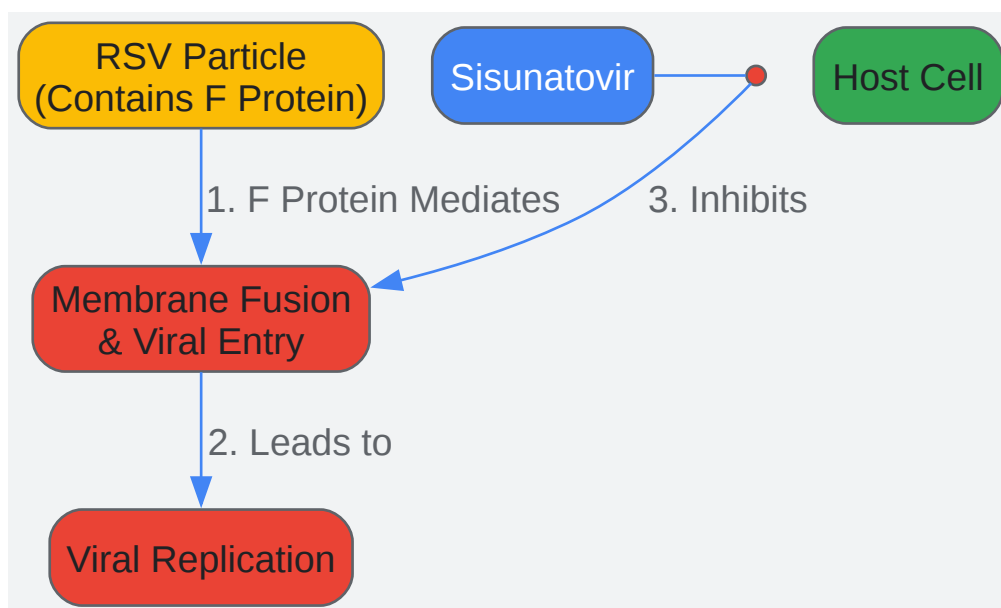 RSV Particle
(Contains F Protein)
Sisunatovir
Host Cell
1. F Protein Mediates
3. Inhibits
Membrane Fusion
& Viral Entry
2. Leads to
Viral Replication